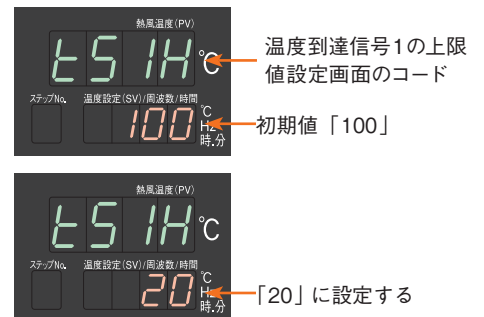 熱風温度(PV)
tS1H ℃
温度到達信号1の上限
値設定画面のコード
ステップNo. 温度設定(SV)/周波数/時間
100 ℃
Hz
時.分
初期値「100」
熱風温度(PV)
tS1H ℃
ステップNo. 温度設定(SV)/周波数/時間
20 ℃
Hz
時.分
「20」に設定する